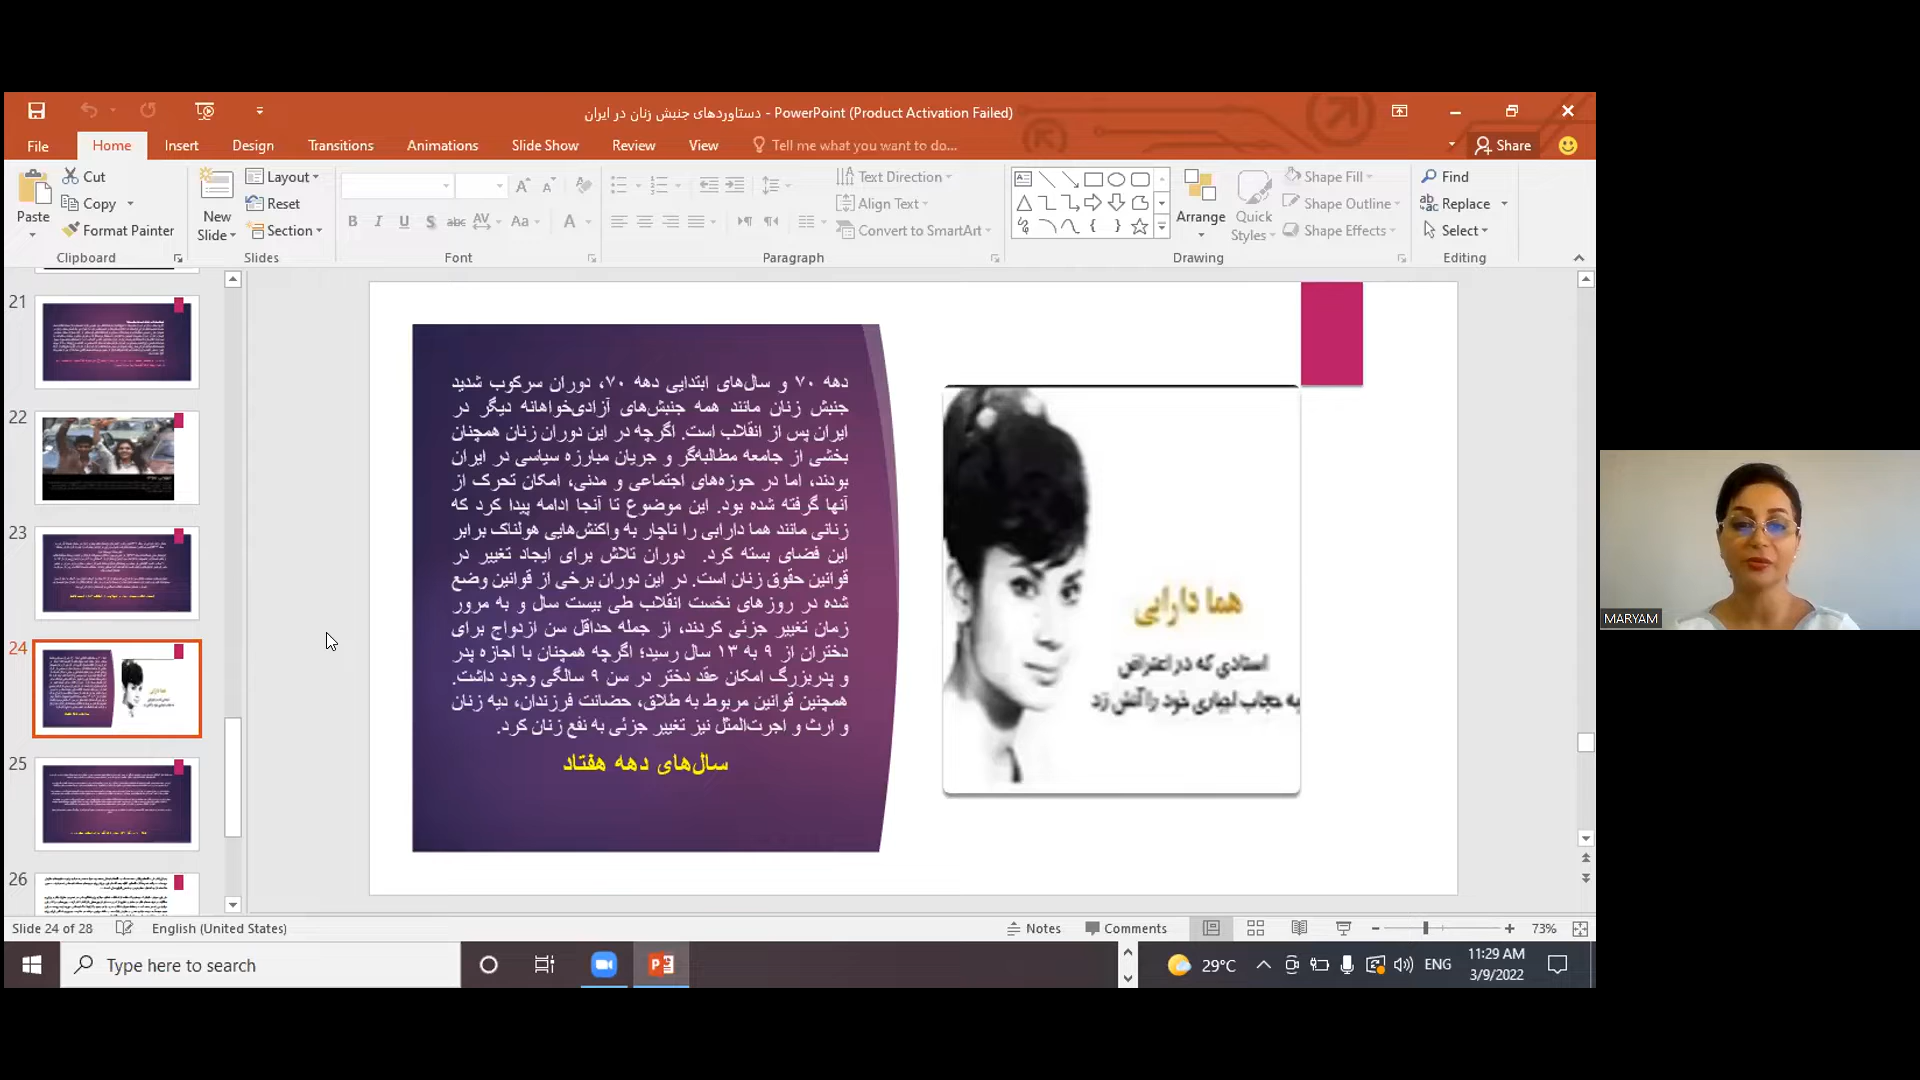 دستاوردهای جنبش زنان در ایران - PowerPoint (Product Activation Failed)
File
Home
Insert
Design
Transitions
Animations
Slide Show
Review
View
Tell me what you want to do...
Share
Paste
Cut
Copy
Format Painter
Clipboard
New
Slide
Layout
Reset
Section
Slides
B I U S abc AV Aa A
Font
Text Direction
Align Text
Convert to SmartArt
Paragraph
Arrange
Quick
Styles
Shape Fill
Shape Outline
Shape Effects
Drawing
Find
Replace
Select
Editing
21
22
23
24
25
26
دهه ۷۰ و سال‌های ابتدایی دهه ۷۰، دوران سرکوب شدید
جنبش زنان مانند همه جنبش‌های آزادی‌خواهانه دیگر در
ایران پس از انقلاب است. اگرچه در این دوران زنان همچنان
بخشی از جامعه مطالبه‌گر و جریان مبارزه سیاسی در ایران
بودند، اما در حوزه‌های اجتماعی و مدنی، امکان تحرک از
آنها گرفته شده بود. این موضوع تا آنجا ادامه پیدا کرد که
زنانی مانند هما دارابی را ناچار به واکنش‌هایی هولناک برابر
این فضای بسته کرد. دوران تلاش برای ایجاد تغییر در
قوانین حقوق زنان است. در این دوران برخی از قوانین وضع
شده در روزهای نخست انقلاب طی بیست سال و به مرور
زمان تغییر جزئی کردند، از جمله حداقل سن ازدواج برای
دختران از ۹ به ۱۳ سال رسید؛ اگرچه همچنان با اجازه پدر
و پدربزرگ امکان عقد دختر در سن ۹ سالگی وجود داشت.
همچنین قوانین مربوط به طلاق، حضانت فرزندان، دیه زنان
و ارث و اجرت‌المثل نیز تغییر جزئی به نفع زنان کرد.
سال‌های دهه هفتاد
هما دارابی
استادی که در اعتراض
به حجاب اجباری خود را آتش زد
MARYAM
Slide 24 of 28
English (United States)
Notes
Comments
73%
Type here to search
29°C
ENG
11:29 AM
3/9/2022